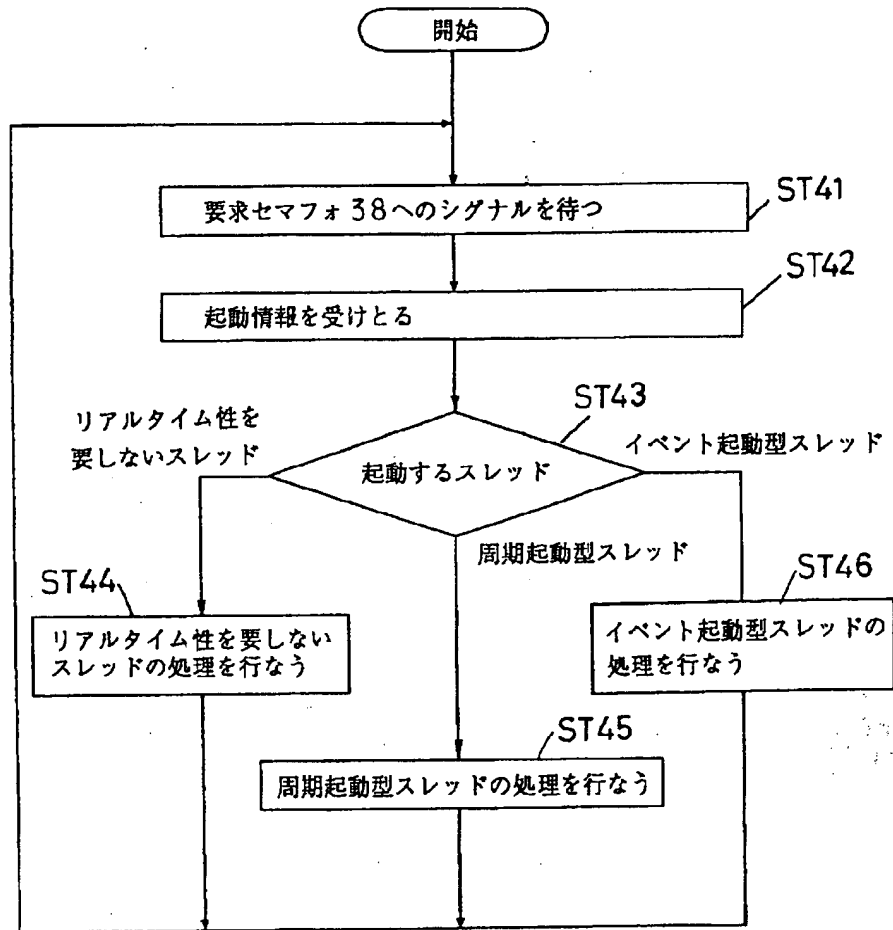 開始
要求セマフォ38へのシグナルを待つ
ST41
起動情報を受けとる
ST42
起動するスレッド
ST43
リアルタイム性を
要しないスレッド
イベント起動型スレッド
周期起動型スレッド
ST44
リアルタイム性を要しない
スレッドの処理を行なう
ST46
イベント起動型スレッドの
処理を行なう
ST45
周期起動型スレッドの処理を行なう